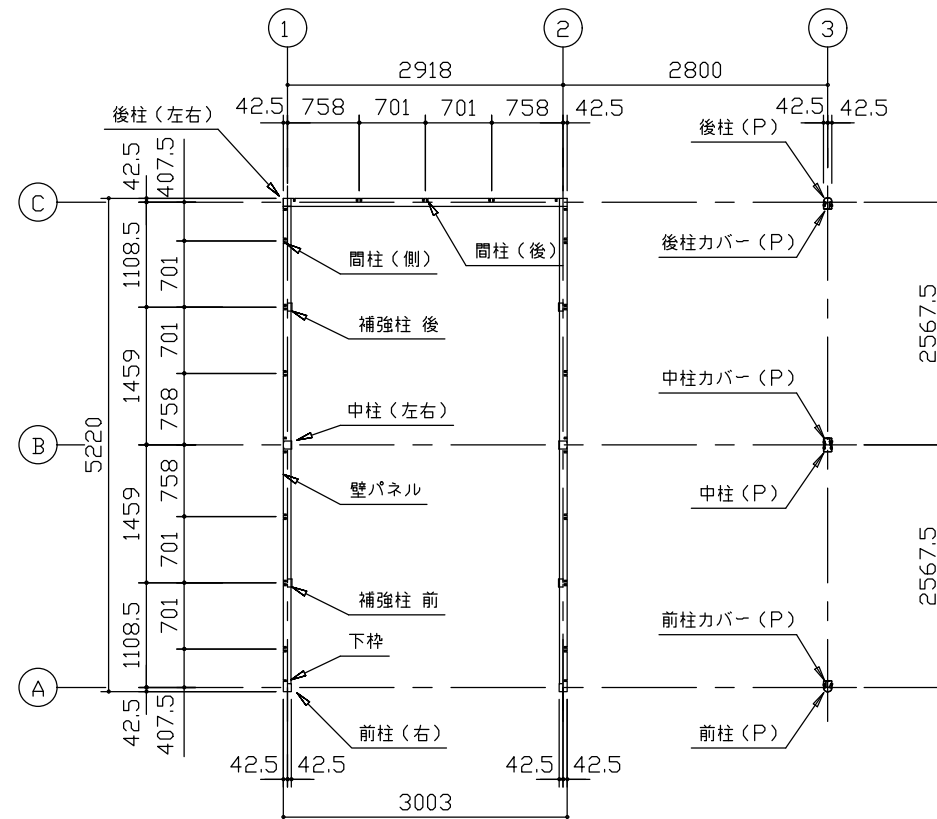 1
2
3
2918
2800
42.5
758
701
701
758
42.5
42.5
42.5
後柱（左右）
後柱（P）
42.5
407.5
C
後柱カバー（P）
間柱（側）
間柱（後）
1108.5
701
補強柱 後
2567.5
1459
701
758
中柱カバー（P）
中柱（左右）
B
5220
壁パネル
中柱（P）
1459
758
701
2567.5
補強柱 前
701
1108.5
前柱カバー（P）
下枠
A
42.5
407.5
前柱（右）
前柱（P）
42.5
42.5
42.5
42.5
3003